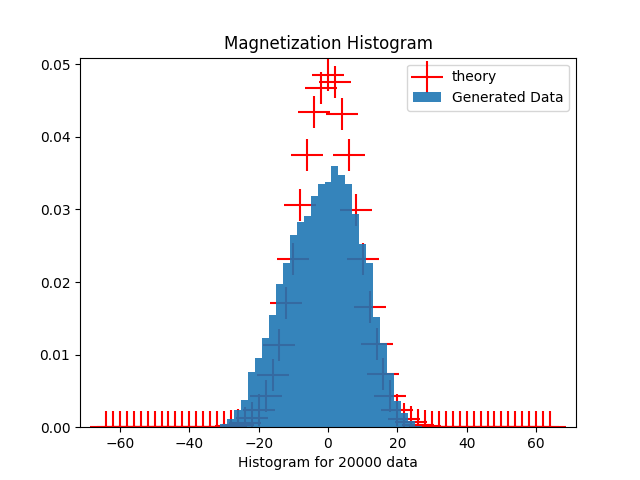 Magnetization Histogram
theory
Generated Data
0.05
0.04
0.03
0.02
0.01
0.00
−60 −40 −20 0 20 40 60
Histogram for 20000 data